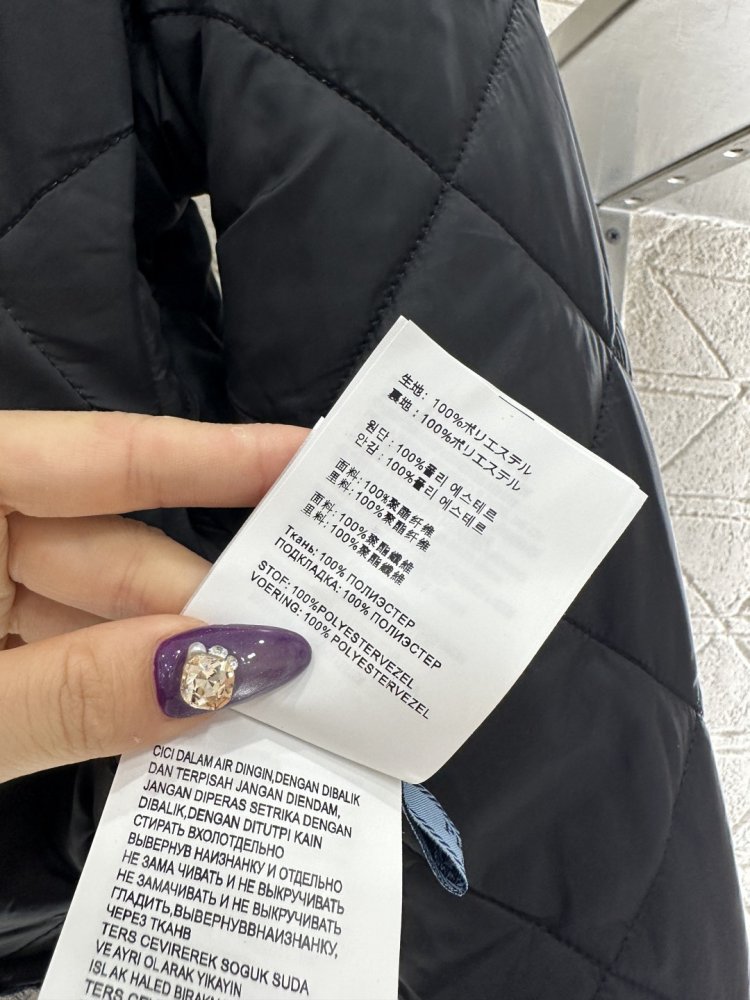 生地: 100%ポリエステル
裏地: 100%ポリエステル
원단: 100%폴리 에스테르
안감: 100%폴리 에스테르
面料:100%聚酯纤维
里料:100%聚酯纤维
面料:100%聚酯纖維
里料:100%聚酯纖維
Ткань: 100% ПОЛИЭСТЕР
ПОДКЛАДКА: 100% ПОЛИЭСТЕР
STOF: 100%POLYESTERVEZEL
VOERING: 100% POLYESTERVEZEL
CICI DALAM AIR DINGIN,DENGAN DIBALIK
DAN TERPISAH JANGAN DIENDAM,
JANGAN DIPERAS SETRIKA DENGAN
DIBALIK,DENGAN DITUTPI KAIN
СТИРАТЬ ВХОЛОТДЕЛЬНО
ВЫВЕРНУВ НАИЗНАНКУ И ОТДЕЛЬНО
НЕ ЗАМА ЧИВАТЬ И НЕ ВЫКРУЧИВАТЬ
НЕ ЗАМАЧИВАТЬ И НЕ ВЫКРУЧИВАТЬ
ГЛАДИТЬ,ВЫВЕРНУВВНАИЗНАНКУ,
ЧЕРЕЗ ТКАНВ
TERS CEVIREREK SOGUK SUDA
VE AYRI OLARAK YIKAYIN
ISLAK HALED BIRAKN
TERS